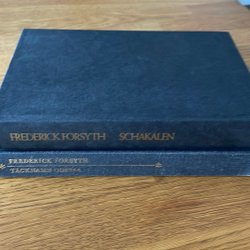 FREDERICK FORSYTH SCHAKALEN
FREDERICK FORSYTH
TÄCKNAMN ODESSA